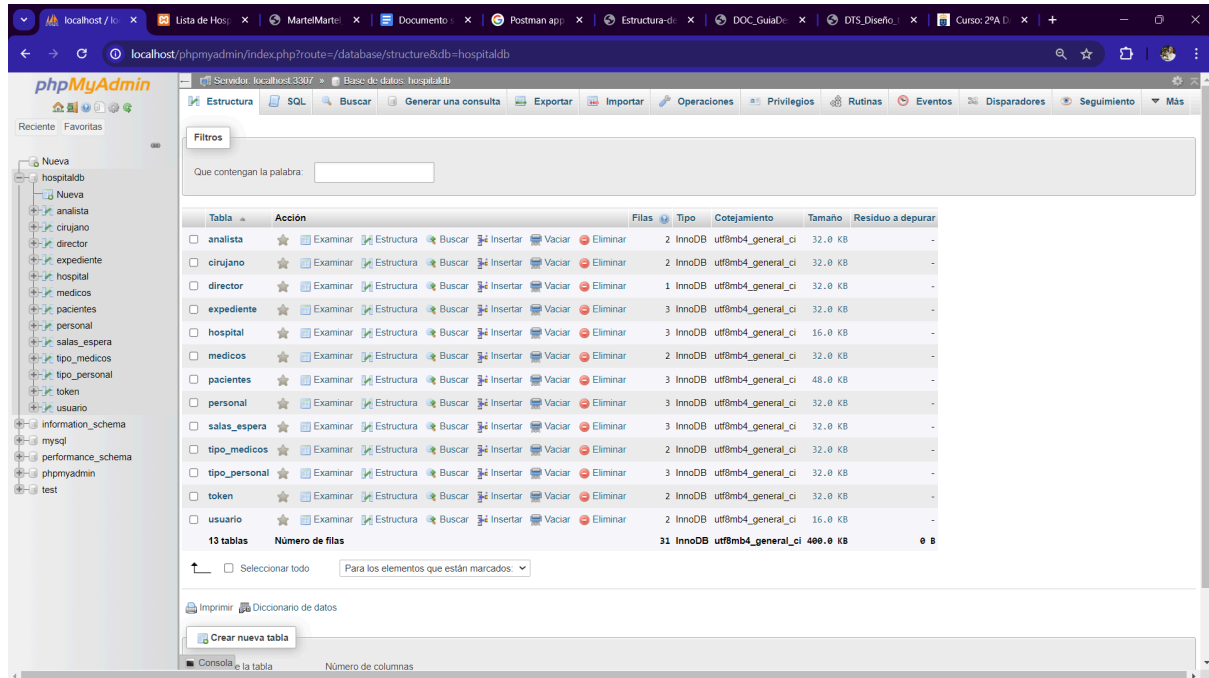 localhost / lo
Lista de Hosp
MartelMartel
Documento s
Postman app
Estructura-de
DOC_GuiaDe
DTS_Diseño_t
Curso: 2ºA D
localhost/phpmyadmin/index.php?route=/database/structure&db=hospitaldb
phpMyAdmin
Reciente Favoritas
Nueva
hospitaldb
Nueva
analista
cirujano
director
expediente
hospital
medicos
pacientes
personal
salas_espera
tipo_medicos
tipo_personal
token
usuario
information_schema
mysql
performance_schema
phpmyadmin
test
Servidor: localhost:3307 » Base de datos: hospitaldb
Estructura SQL Buscar Generar una consulta Exportar Importar Operaciones Privilegios Rutinas Eventos Disparadores Seguimiento Más
Filtros
Que contengan la palabra:
Tabla Acción Filas Tipo Cotejamiento Tamaño Residuo a depurar
analista Examinar Estructura Buscar Insertar Vaciar Eliminar 2 InnoDB utf8mb4_general_ci 32.0 KB -
cirujano Examinar Estructura Buscar Insertar Vaciar Eliminar 2 InnoDB utf8mb4_general_ci 32.0 KB -
director Examinar Estructura Buscar Insertar Vaciar Eliminar 1 InnoDB utf8mb4_general_ci 32.0 KB -
expediente Examinar Estructura Buscar Insertar Vaciar Eliminar 3 InnoDB utf8mb4_general_ci 32.0 KB -
hospital Examinar Estructura Buscar Insertar Vaciar Eliminar 3 InnoDB utf8mb4_general_ci 16.0 KB -
medicos Examinar Estructura Buscar Insertar Vaciar Eliminar 2 InnoDB utf8mb4_general_ci 32.0 KB -
pacientes Examinar Estructura Buscar Insertar Vaciar Eliminar 3 InnoDB utf8mb4_general_ci 48.0 KB -
personal Examinar Estructura Buscar Insertar Vaciar Eliminar 3 InnoDB utf8mb4_general_ci 32.0 KB -
salas_espera Examinar Estructura Buscar Insertar Vaciar Eliminar 3 InnoDB utf8mb4_general_ci 32.0 KB -
tipo_medicos Examinar Estructura Buscar Insertar Vaciar Eliminar 2 InnoDB utf8mb4_general_ci 32.0 KB -
tipo_personal Examinar Estructura Buscar Insertar Vaciar Eliminar 3 InnoDB utf8mb4_general_ci 32.0 KB -
token Examinar Estructura Buscar Insertar Vaciar Eliminar 2 InnoDB utf8mb4_general_ci 32.0 KB -
usuario Examinar Estructura Buscar Insertar Vaciar Eliminar 2 InnoDB utf8mb4_general_ci 16.0 KB -
13 tablas Número de filas 31 InnoDB utf8mb4_general_ci 400.0 KB 0 B
Seleccionar todo Para los elementos que están marcados:
Imprimir Diccionario de datos
Crear nueva tabla
Consola e la tabla Número de columnas